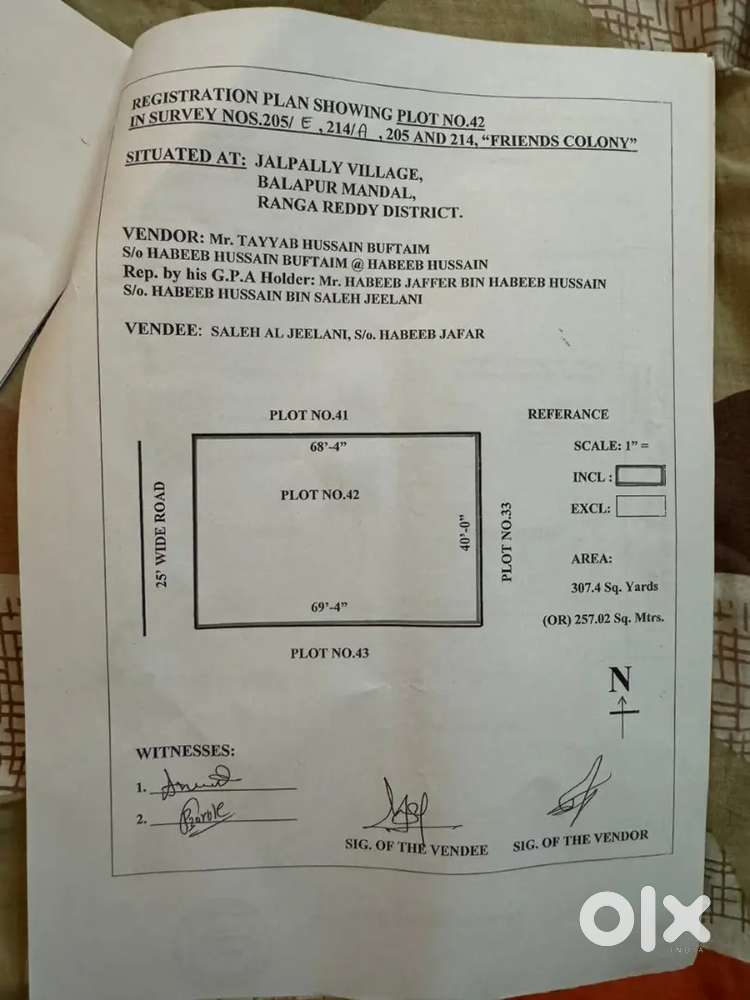 REGISTRATION PLAN SHOWING PLOT NO.42
IN SURVEY NOS.205/ E, 214/A, 205 AND 214, “FRIENDS COLONY”
SITUATED AT: JALPALLY VILLAGE,
BALAPUR MANDAL,
RANGA REDDY DISTRICT.
VENDOR: Mr. TAYYAB HUSSAIN BUFTAIM
S/o HABEEB HUSSAIN BUFTAIM @ HABEEB HUSSAIN
Rep. by his G.P.A Holder: Mr. HABEEB JAFFER BIN HABEEB HUSSAIN
S/o. HABEEB HUSSAIN BIN SALEH JEELANI
VENDEE: SALEH AL JEELANI, S/o. HABEEB JAFAR
PLOT NO.41
68’-4”
PLOT NO.42
25’ WIDE ROAD
40’-0”
PLOT NO.33
69’-4”
PLOT NO.43
REFERANCE
SCALE: 1” =
INCL :
EXCL:
AREA:
307.4 Sq. Yards
(OR) 257.02 Sq. Mtrs.
N
WITNESSES:
1.
2.
SIG. OF THE VENDEE
SIG. OF THE VENDOR
olx
INDIA